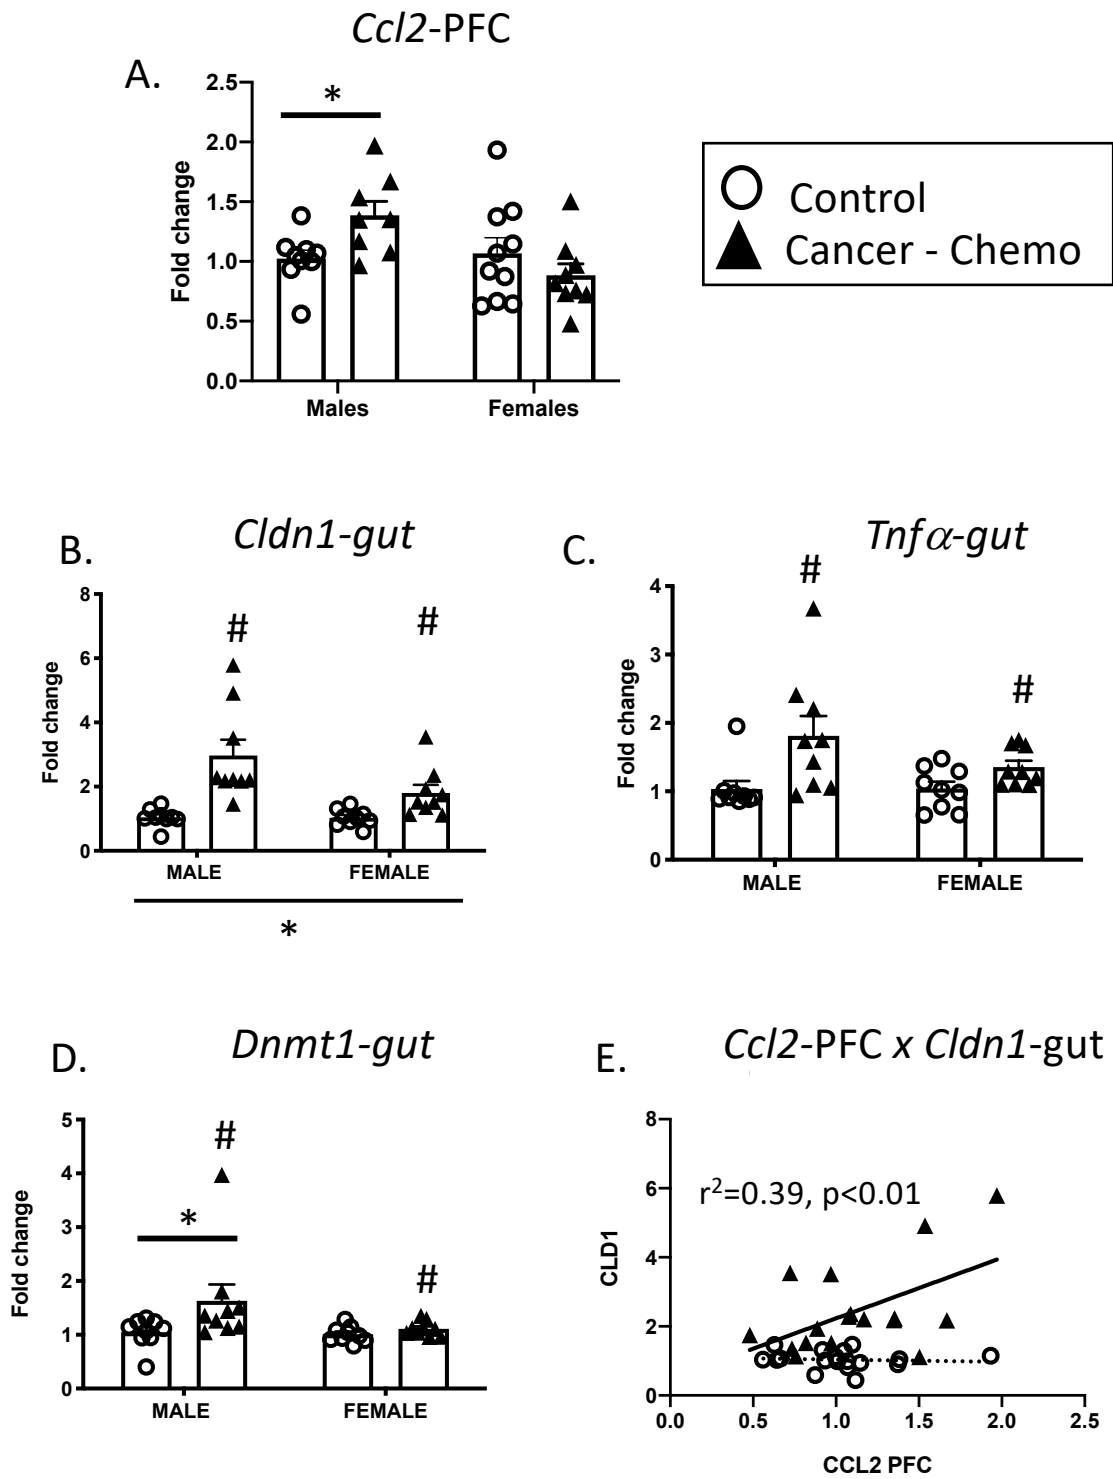 Ccl2-PFC
A.
2.5
2.0
1.5
1.0
0.5
0.0
Fold change
*
Males
Females
Control
Cancer - Chemo
B.
Cldn1-gut
8
6
4
2
0
Fold change
#
#
MALE
FEMALE
*
C.
Tnfα-gut
4
3
2
1
0
Fold change
#
#
MALE
FEMALE
D.
Dnmt1-gut
5
4
3
2
1
0
Fold change
#
*
#
MALE
FEMALE
E.
Ccl2-PFC x Cldn1-gut
8
6
4
2
0
CLD1
r²=0.39, p<0.01
0.0 0.5 1.0 1.5 2.0 2.5
CCL2 PFC